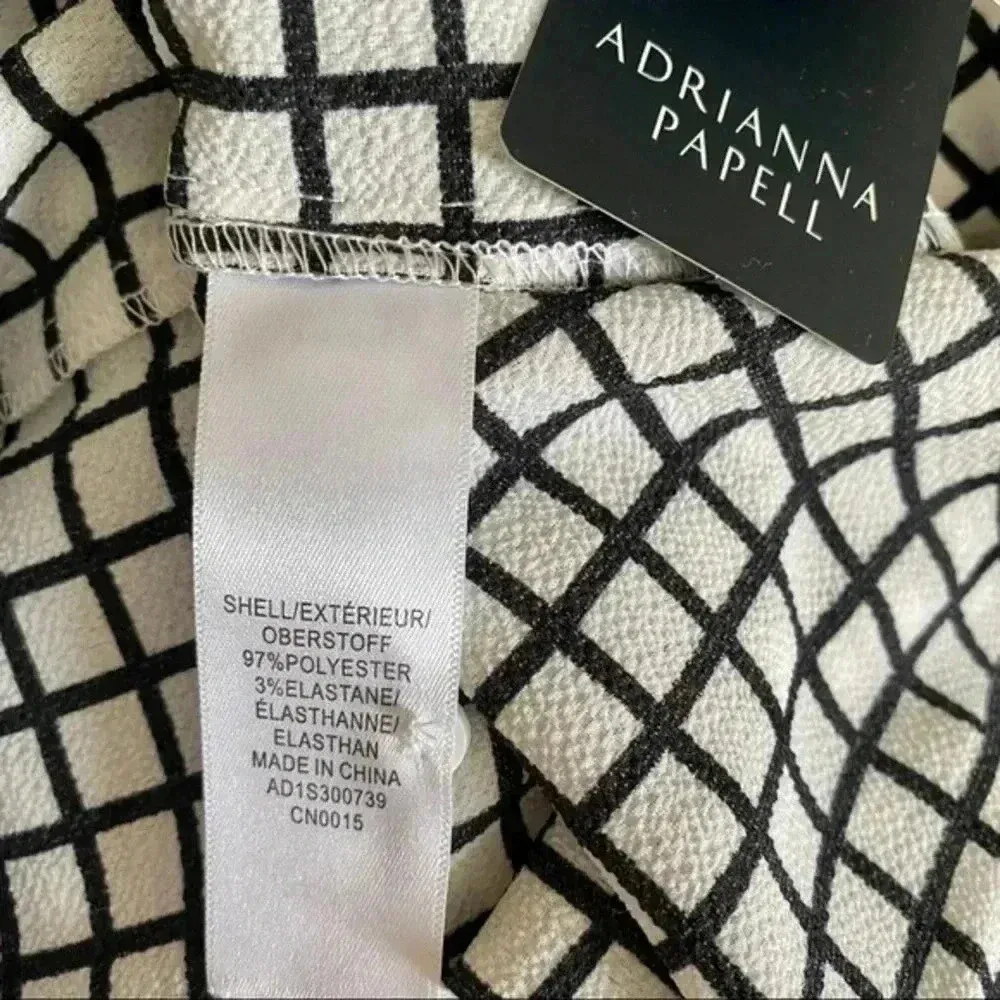 ADRIANNA
PAPELL
SHELL/EXTÉRIEUR/
OBERSTOFF
97%POLYESTER
3%ELASTANE/
ÉLASTHANNE/
ELASTHAN
MADE IN CHINA
AD1S300739
CN0015